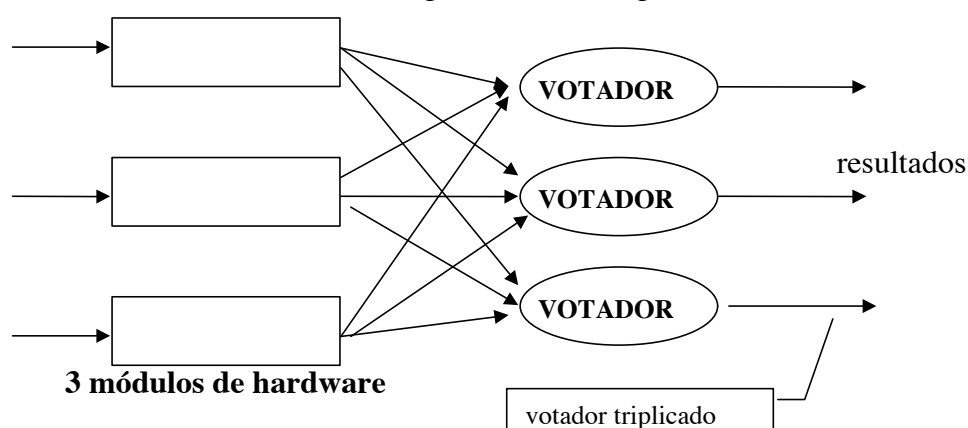 VOTADOR
resultados
VOTADOR
VOTADOR
3 módulos de hardware
votador triplicado